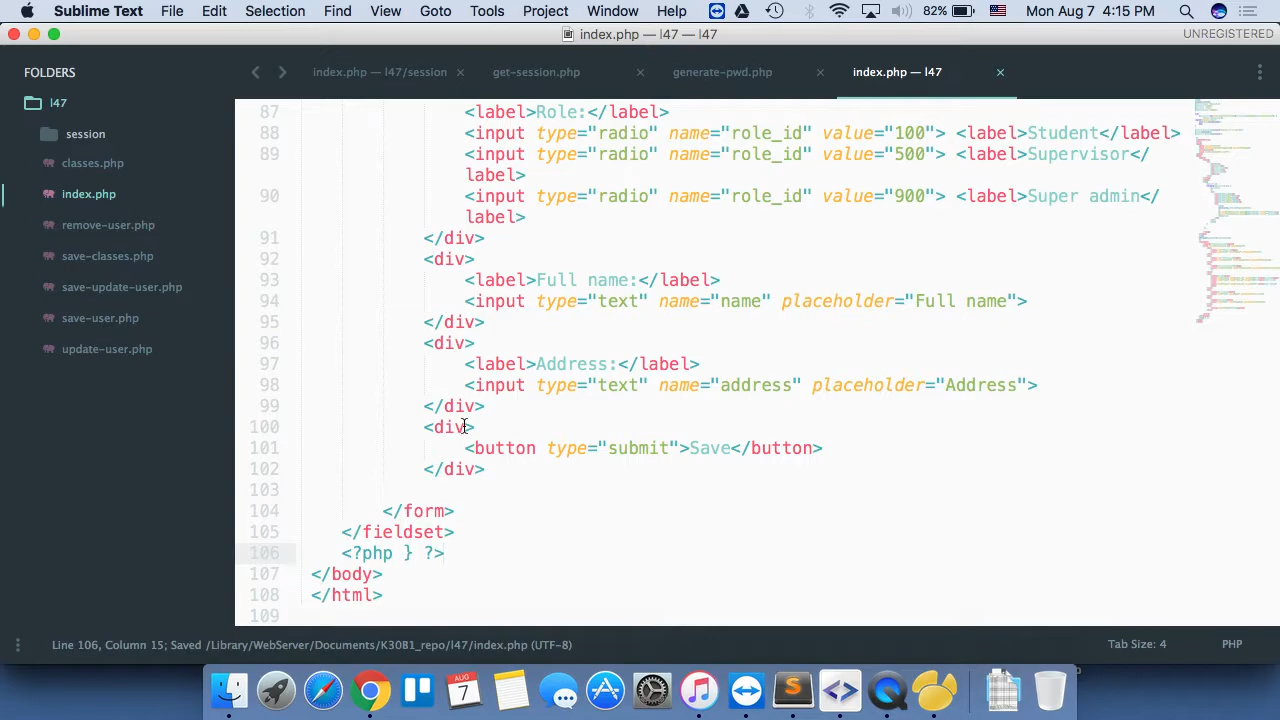 Sublime Text File Edit Selection Find View Goto Tools Project Window Help 82% Mon Aug 7 4:15 PM
index.php — l47 — l47 UNREGISTERED
FOLDERS
l47
session
classes.php
index.php
remove-user.php
save-classes.php
save-update-user.php
save-user.php
update-user.php
index.php — l47/session × get-session.php × generate-pwd.php × index.php — l47 ×
87 <label>Role:</label>
88 <input type="radio" name="role_id" value="100"> <label>Student</label>
89 <input type="radio" name="role_id" value="500"> <label>Supervisor</
label>
90 <input type="radio" name="role_id" value="900"> <label>Super admin</
label>
91 </div>
92 <div>
93 <label>Full name:</label>
94 <input type="text" name="name" placeholder="Full name">
95 </div>
96 <div>
97 <label>Address:</label>
98 <input type="text" name="address" placeholder="Address">
99 </div>
100 <div>
101 <button type="submit">Save</button>
102 </div>
103
104 </form>
105 </fieldset>
106 <?php } ?>
107 </body>
108 </html>
109
Line 106, Column 15; Saved /Library/WebServer/Documents/K30B1_repo/l47/index.php (UTF-8) Tab Size: 4 PHP
AUG
7